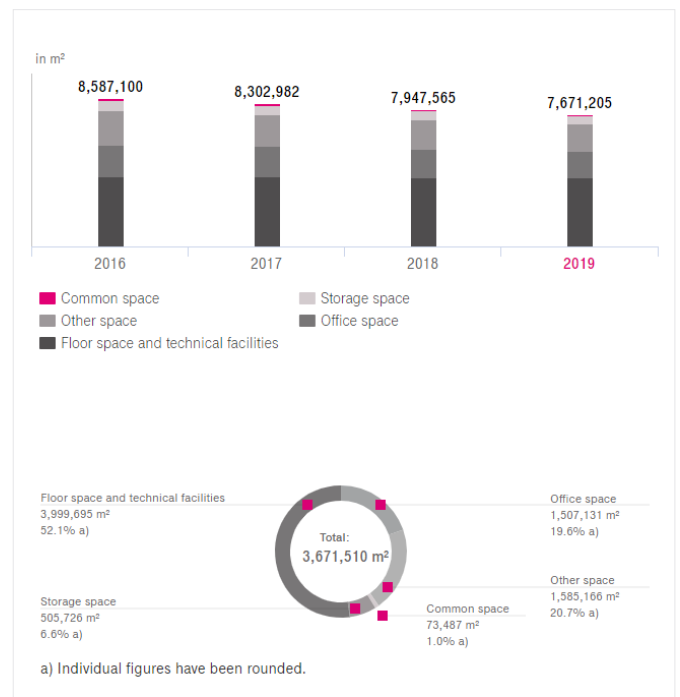 in m²
8,587,100
8,302,982
7,947,565
7,671,205
2016
2017
2018
2019
Common space
Storage space
Other space
Office space
Floor space and technical facilities
Floor space and technical facilities
3,999,695 m²
52.1% a)
Office space
1,507,131 m²
19.6% a)
Total:
3,671,510 m²
Other space
1,585,166 m²
20.7% a)
Storage space
505,726 m²
6.6% a)
Common space
73,487 m²
1.0% a)
a) Individual figures have been rounded.